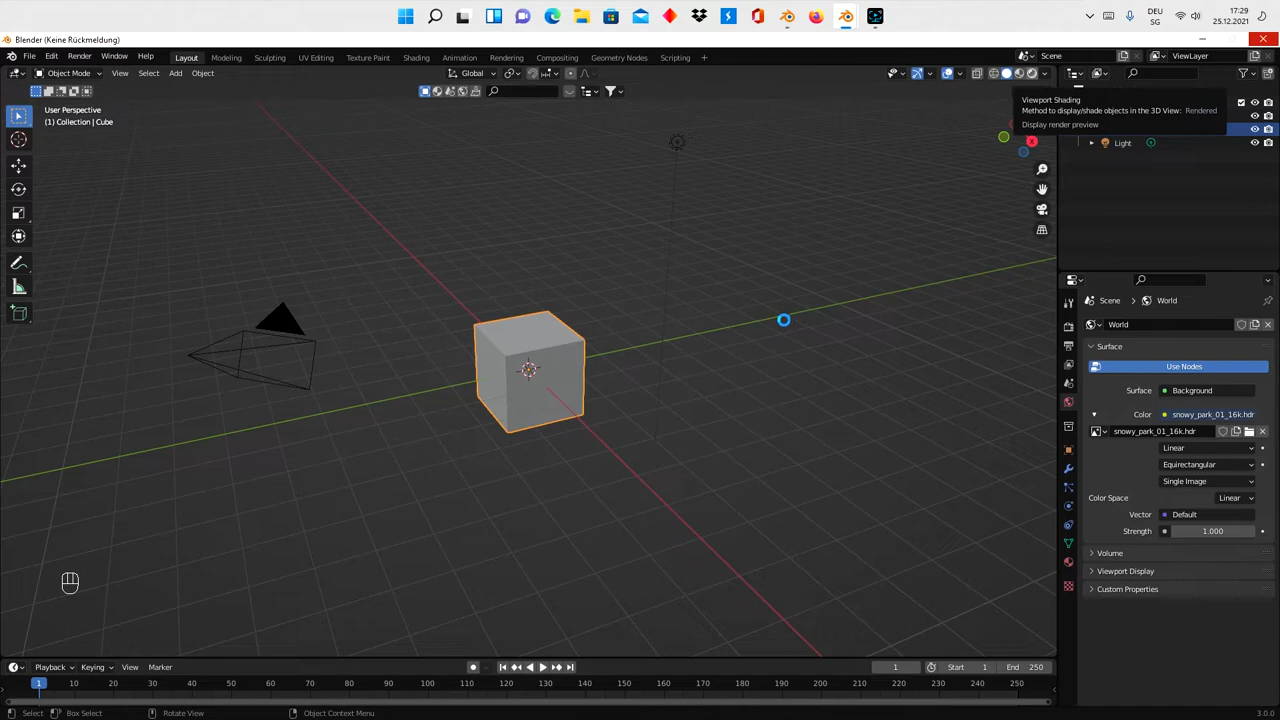 DEU
SG
17:29
25.12.2021
Blender (Keine Rückmeldung)
File Edit Render Window Help
Layout Modeling Sculpting UV Editing Texture Paint Shading Animation Rendering Compositing Geometry Nodes Scripting +
Scene
ViewLayer
Object Mode View Select Add Object
Global
User Perspective
(1) Collection | Cube
Viewport Shading
Method to display/shade objects in the 3D View: Rendered
Display render preview
Light
Scene > World
World
Surface
Use Nodes
Surface Background
Color snowy_park_01_16k.hdr
snowy_park_01_16k.hdr
Linear
Equirectangular
Single Image
Color Space Linear
Vector Default
Strength 1.000
Volume
Viewport Display
Custom Properties
Playback Keying View Marker
1
Start 1 End 250
1 10 20 30 40 50 60 70 80 90 100 110 120 130 140 150 160 170 180 190 200 210 220 230 240 250
Select Box Select Rotate View Object Context Menu
3.0.0